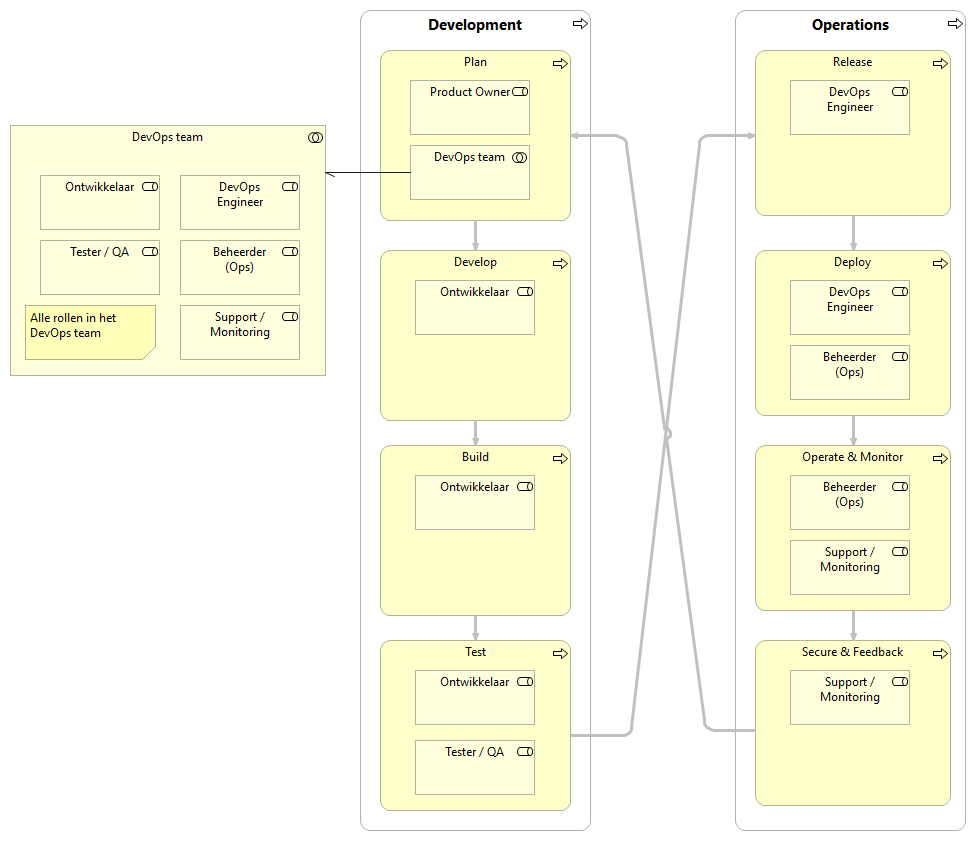 DevOps team
Ontwikkelaar
DevOps
Engineer
Tester / QA
Beheerder
(Ops)
Alle rollen in het
DevOps team
Support /
Monitoring
Development
Plan
Product Owner
DevOps team
Develop
Ontwikkelaar
Build
Ontwikkelaar
Test
Ontwikkelaar
Tester / QA
Operations
Release
DevOps
Engineer
Deploy
DevOps
Engineer
Beheerder
(Ops)
Operate & Monitor
Beheerder
(Ops)
Support /
Monitoring
Secure & Feedback
Support /
Monitoring